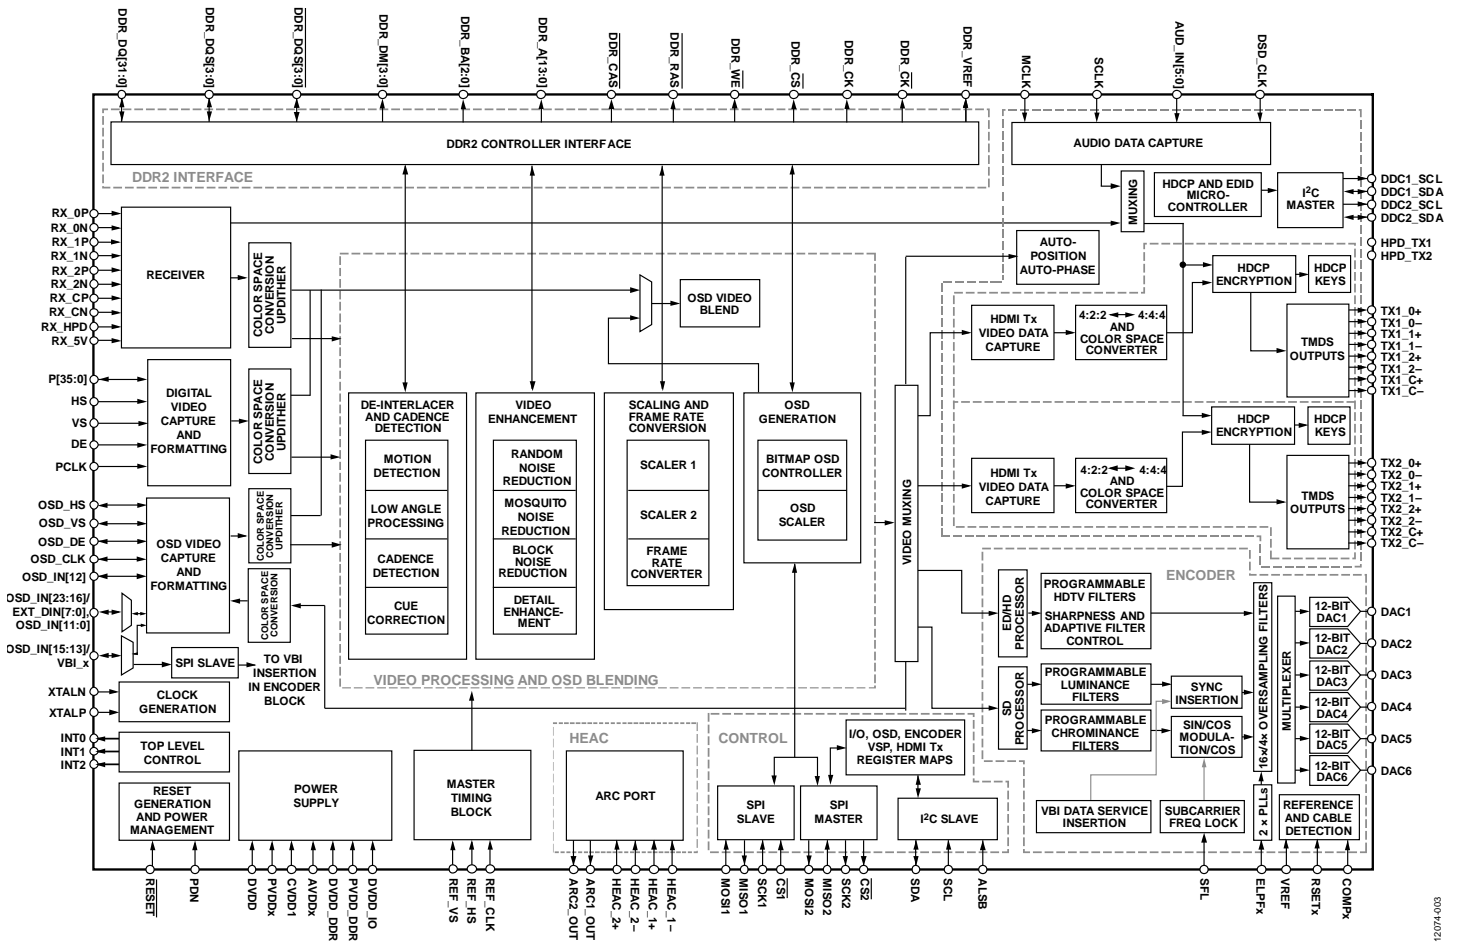 DDR_DQ[31:0]
DDR_DQS[3:0]
DDR_DQS[3:0]
DDR_DM[3:0]
DDR_BA[2:0]
DDR_A[13:0]
DDR_CAS
DDR_RAS
DDR_WE
DDR_CS
DDR_CK
DDR_CK
DDR_VREF
MCLK
SCLK
AUD_IN[5:0]
DSD_CLK
DDR2 CONTROLLER INTERFACE
DDR2 INTERFACE
AUDIO DATA CAPTURE
MUXING
HDCP AND EDID
MICRO-
CONTROLLER
I2C
MASTER
DDC1_SCL
DDC1_SDA
DDC2_SCL
DDC2_SDA
HPD_TX1
HPD_TX2
RX_0P
RX_0N
RX_1P
RX_1N
RX_2P
RX_2N
RX_CP
RX_CN
RX_HPD
RX_5V
RECEIVER
COLOR SPACE
CONVERSION
UPDITHER
OSD VIDEO
BLEND
AUTO-
POSITION
AUTO-PHASE
HDMI Tx
VIDEO DATA
CAPTURE
4:2:2 4:4:4
AND
COLOR SPACE
CONVERTER
HDCP
ENCRYPTION
HDCP
KEYS
TMDS
OUTPUTS
TX1_0+
TX1_0−
TX1_1+
TX1_1−
TX1_2+
TX1_2−
TX1_C+
TX1_C−
P[35:0]
HS
VS
DE
PCLK
DIGITAL
VIDEO
CAPTURE
AND
FORMATTING
COLOR SPACE
CONVERSION
UPDITHER
DE-INTERLACER
AND CADENCE
DETECTION
MOTION
DETECTION
LOW ANGLE
PROCESSING
CADENCE
DETECTION
CUE
CORRECTION
VIDEO
ENHANCEMENT
RANDOM
NOISE
REDUCTION
MOSQUITO
NOISE
REDUCTION
BLOCK
NOISE
REDUCTION
DETAIL
ENHANCE-
MENT
SCALING AND
FRAME RATE
CONVERSION
SCALER 1
SCALER 2
FRAME
RATE
CONVERTER
OSD
GENERATION
BITMAP OSD
CONTROLLER
OSD
SCALER
VIDEO MUXING
HDMI Tx
VIDEO DATA
CAPTURE
4:2:2 4:4:4
AND
COLOR SPACE
CONVERTER
HDCP
ENCRYPTION
HDCP
KEYS
TMDS
OUTPUTS
TX2_0+
TX2_0−
TX2_1+
TX2_1−
TX2_2+
TX2_2−
TX2_C+
TX2_C−
OSD_HS
OSD_VS
OSD_DE
OSD_CLK
OSD_IN[12]
OSD_IN[23:16]/
EXT_DIN[7:0],
OSD_IN[11:0]
OSD_IN[15:13]/
VBI_x
OSD VIDEO
CAPTURE
AND
FORMATTING
COLOR SPACE
CONVERSION
UPDITHER
COLOR SPACE
CONVERSION
SPI SLAVE
TO VBI
INSERTION
IN ENCODER
BLOCK
VIDEO PROCESSING AND OSD BLENDING
ENCODER
ED/HD
PROCESSOR
PROGRAMMABLE
HDTV FILTERS
SHARPNESS AND
ADAPTIVE FILTER
CONTROL
SD
PROCESSOR
PROGRAMMABLE
LUMINANCE
FILTERS
PROGRAMMABLE
CHROMINANCE
FILTERS
SYNC
INSERTION
SIN/COS
MODULA-
TION/COS
16x/4x OVERSAMPLING FILTERS
MULTIPLEXER
12-BIT
DAC1
12-BIT
DAC2
12-BIT
DAC3
12-BIT
DAC4
12-BIT
DAC5
12-BIT
DAC6
DAC1
DAC2
DAC3
DAC4
DAC5
DAC6
VBI DATA SERVICE
INSERTION
SUBCARRIER
FREQ LOCK
2 x PLLs
REFERENCE
AND CABLE
DETECTION
XTALN
XTALP
CLOCK
GENERATION
INT0
INT1
INT2
TOP LEVEL
CONTROL
RESET
GENERATION
AND POWER
MANAGEMENT
POWER
SUPPLY
MASTER
TIMING
BLOCK
HEAC
ARC PORT
CONTROL
I/O, OSD, ENCODER
VSP, HDMI Tx
REGISTER MAPS
SPI
SLAVE
SPI
MASTER
I2C SLAVE
RESET
PDN
DVDD
PVDDx
CVDD1
AVDDx
DVDD_DDR
PVDD_DDR
DVDD_IO
REF_VS
REF_HS
REF_CLK
ARC2_OUT
ARC1_OUT
HEAC_2+
HEAC_2−
HEAC_1+
HEAC_1−
MOSI1
MISO1
SCK1
CS1
MOSI2
MISO2
SCK2
CS2
SDA
SCL
ALSB
SFL
ELPFx
VREF
RSETx
COMPx
12074-003